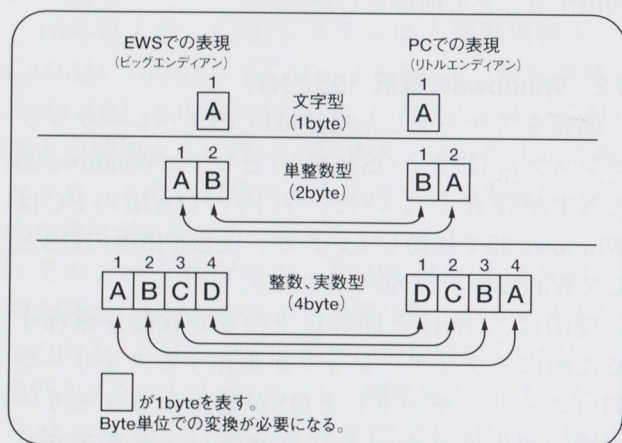 EWSでの表現
(ビッグエンディアン)
PCでの表現
(リトルエンディアン)
1
A
文字型
(1byte)
1
A
1 2
A B
単整数型
(2byte)
1 2
B A
1 2 3 4
A B C D
整数、実数型
(4byte)
1 2 3 4
D C B A
が1byteを表す。
Byte単位での変換が必要になる。